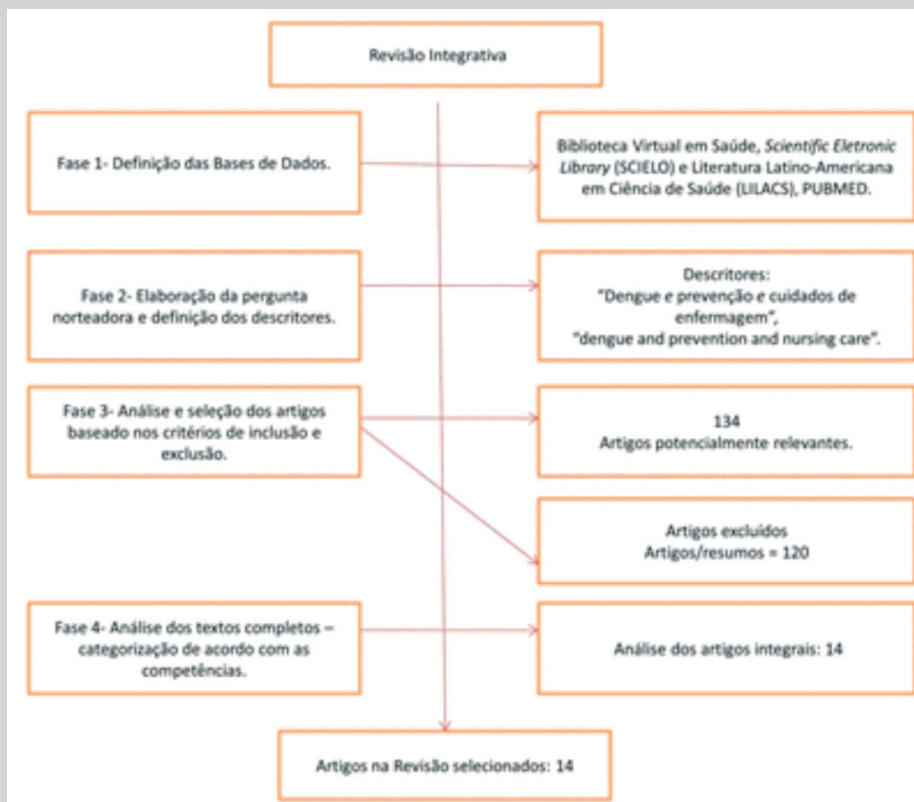 Revisão Integrativa
Fase 1- Definição das Bases de Dados.
Biblioteca Virtual em Saúde, Scientific Eletronic
Library (SCIELO) e Literatura Latino-Americana
em Ciência de Saúde (LILACS), PUBMED.
Fase 2- Elaboração da pergunta
norteadora e definição dos descritores.
Descritores:
“Dengue e prevenção e cuidados de
enfermagem”,
“dengue and prevention and nursing care”.
Fase 3- Análise e seleção dos artigos
baseado nos critérios de inclusão e
exclusão.
134
Artigos potencialmente relevantes.
Artigos excluídos
Artigos/resumos = 120
Fase 4- Análise dos textos completos –
categorização de acordo com as
competências.
Análise dos artigos integrais: 14
Artigos na Revisão selecionados: 14